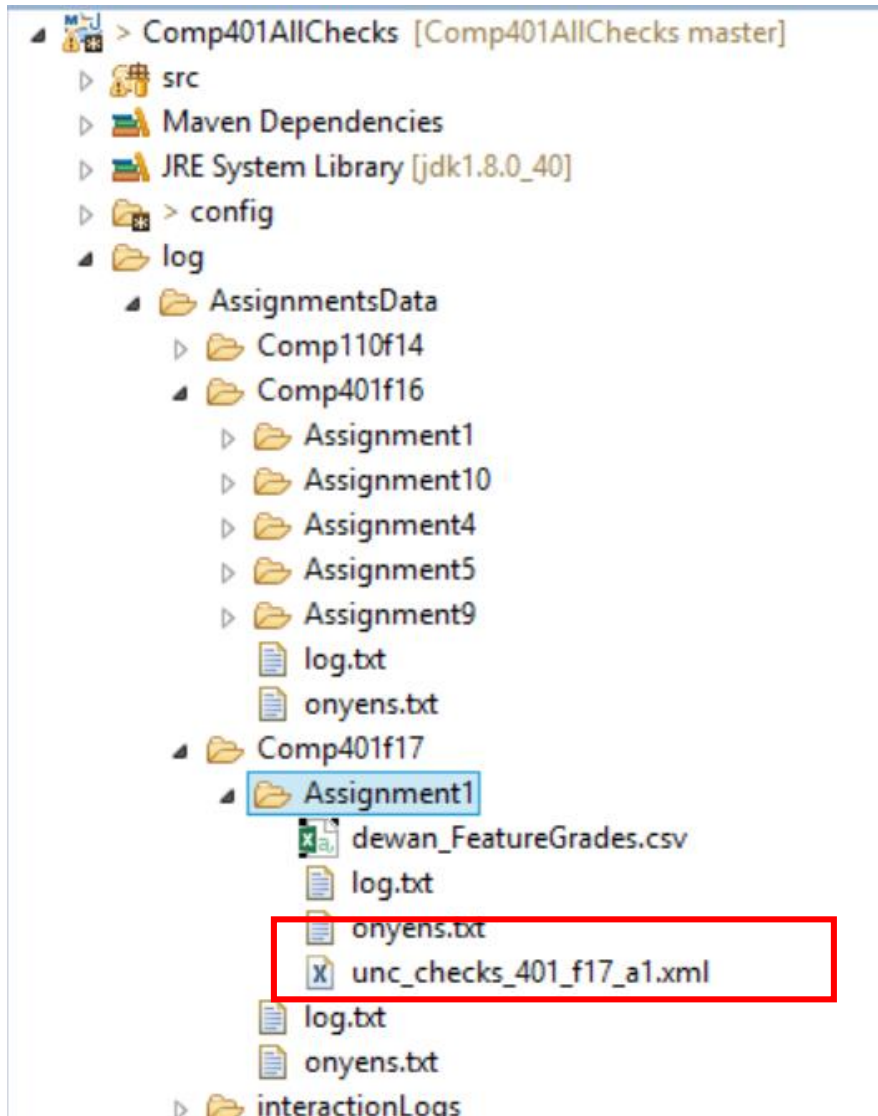 > Comp401AllChecks [Comp401AllChecks master]
src
Maven Dependencies
JRE System Library [jdk1.8.0_40]
> config
log
AssignmentsData
Comp110f14
Comp401f16
Assignment1
Assignment10
Assignment4
Assignment5
Assignment9
log.txt
onyens.txt
Comp401f17
Assignment1
dewan_FeatureGrades.csv
log.txt
onyens.txt
unc_checks_401_f17_a1.xml
log.txt
onyens.txt
interactionLogs